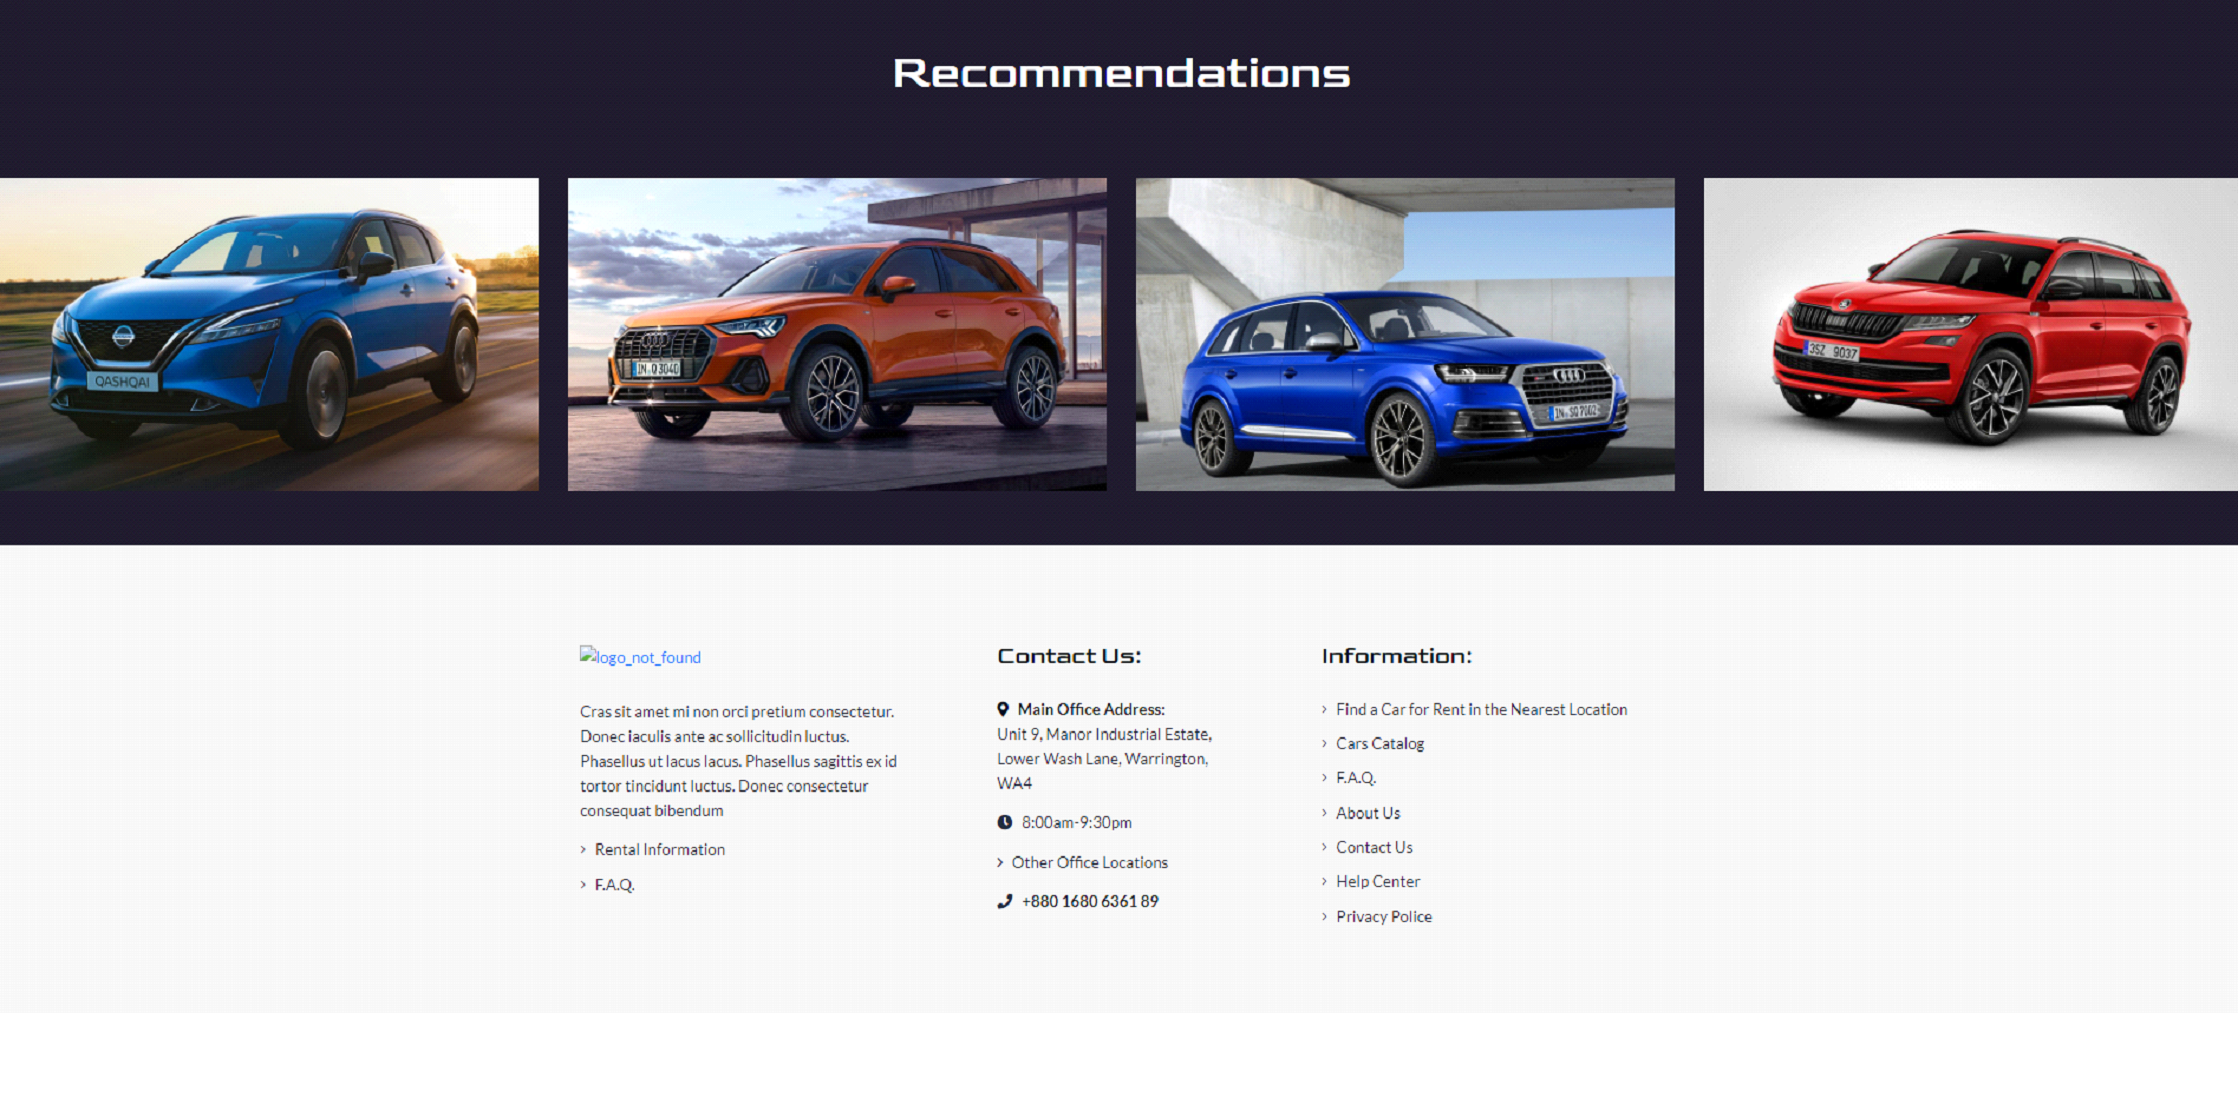 Recommendations
QASHQAI
IN Q 3040
IN SQ 7002
3SZ 9037
logo_not_found
Cras sit amet mi non orci pretium consectetur.
Donec iaculis ante ac sollicitudin luctus.
Phasellus ut lacus lacus. Phasellus sagittis ex id
tortor tincidunt luctus. Donec consectetur
consequat bibendum
Rental Information
F.A.Q.
Contact Us:
Main Office Address:
Unit 9, Manor Industrial Estate,
Lower Wash Lane, Warrington,
WA4
8:00am-9:30pm
Other Office Locations
+880 1680 6361 89
Information:
Find a Car for Rent in the Nearest Location
Cars Catalog
F.A.Q.
About Us
Contact Us
Help Center
Privacy Police